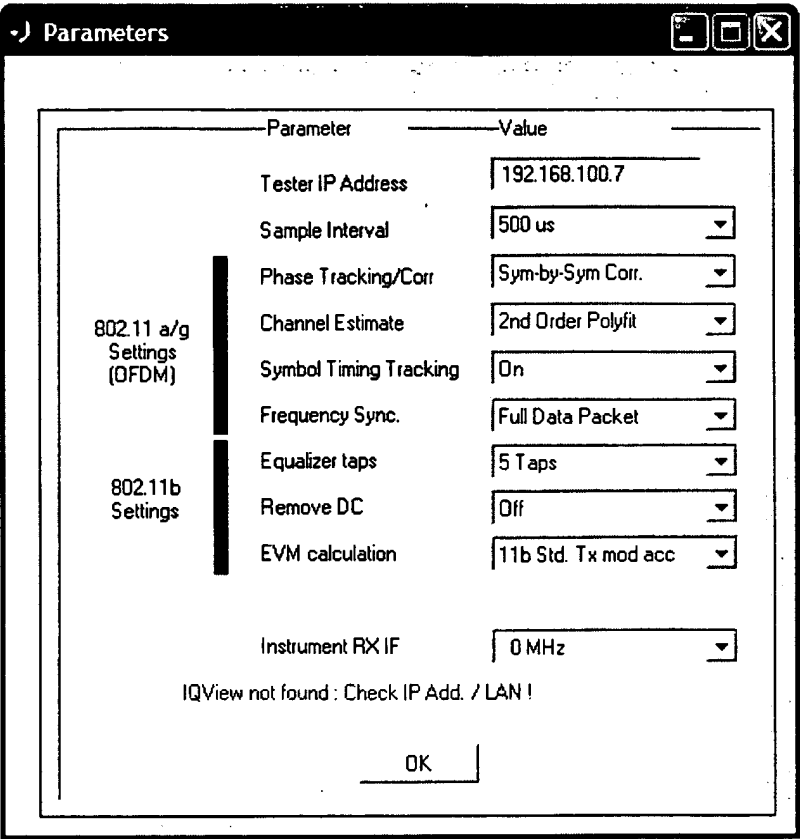 Parameters
Parameter Value
Tester IP Address 192.168.100.7
Sample Interval 500 us
Phase Tracking/Corr Sym-by-Sym Corr.
802.11 a/g Settings (OFDM)
Channel Estimate 2nd Order Polyfit
Symbol Timing Tracking On
Frequency Sync. Full Data Packet
Equalizer taps 5 Taps
802.11b Settings
Remove DC Off
EVM calculation 11b Std. Tx mod acc
Instrument RX IF 0 MHz
IQView not found : Check IP Add. / LAN !
OK